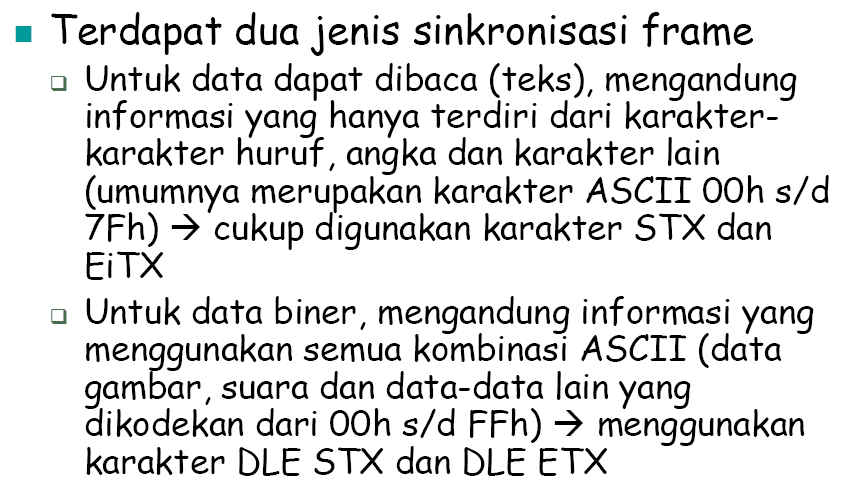 Terdapat dua jenis sinkronisasi frame
Untuk data dapat dibaca (teks), mengandung
informasi yang hanya terdiri dari karakter-
karakter huruf, angka dan karakter lain
(umumnya merupakan karakter ASCII 00h s/d
7Fh) → cukup digunakan karakter STX dan
EiTX
Untuk data biner, mengandung informasi yang
menggunakan semua kombinasi ASCII (data
gambar, suara dan data-data lain yang
dikodekan dari 00h s/d FFh) → menggunakan
karakter DLE STX dan DLE ETX